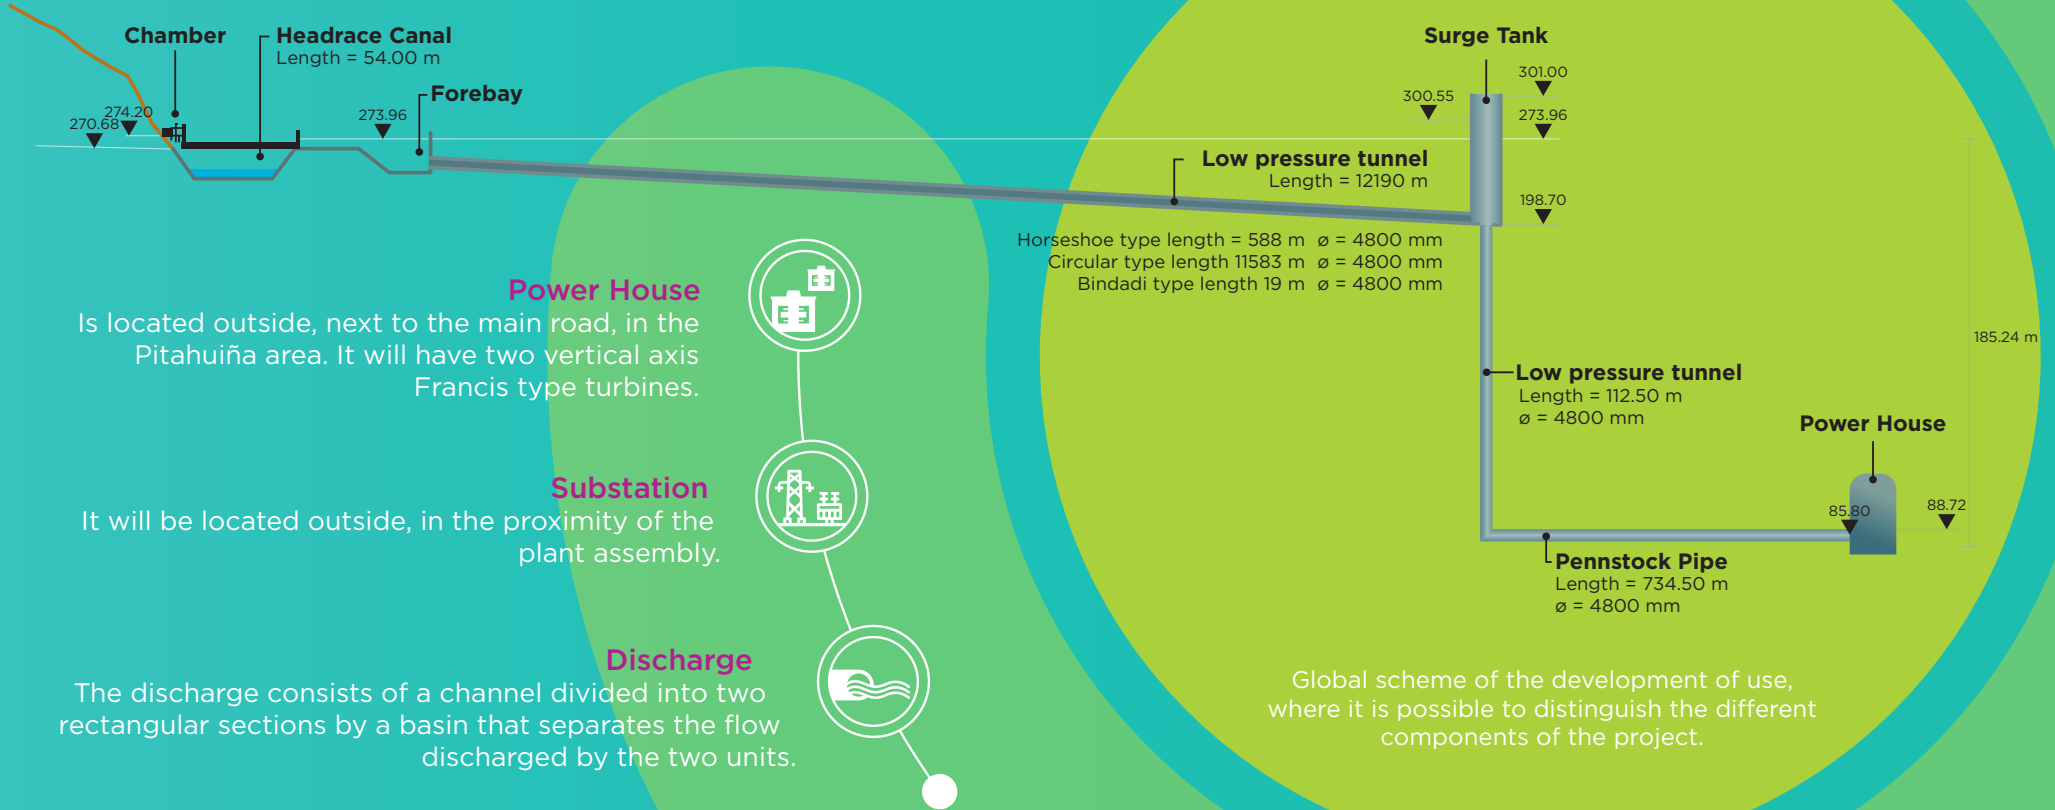 Chamber
Headrace Canal
Length = 54.00 m
Forebay
274.20
270.68
273.96
Surge Tank
301.00
300.55
273.96
198.70
Low pressure tunnel
Length = 12190 m
Horseshoe type length = 588 m ø = 4800 mm
Circular type length 11583 m ø = 4800 mm
Bindadi type length 19 m ø = 4800 mm
185.24 m
Low pressure tunnel
Length = 112.50 m
ø = 4800 mm
Power House
85.80
88.72
Pennstock Pipe
Length = 734.50 m
ø = 4800 mm
Power House
Is located outside, next to the main road, in the
Pitahuiña area. It will have two vertical axis
Francis type turbines.
Substation
It will be located outside, in the proximity of the
plant assembly.
Discharge
The discharge consists of a channel divided into two
rectangular sections by a basin that separates the flow
discharged by the two units.
Global scheme of the development of use,
where it is possible to distinguish the different
components of the project.